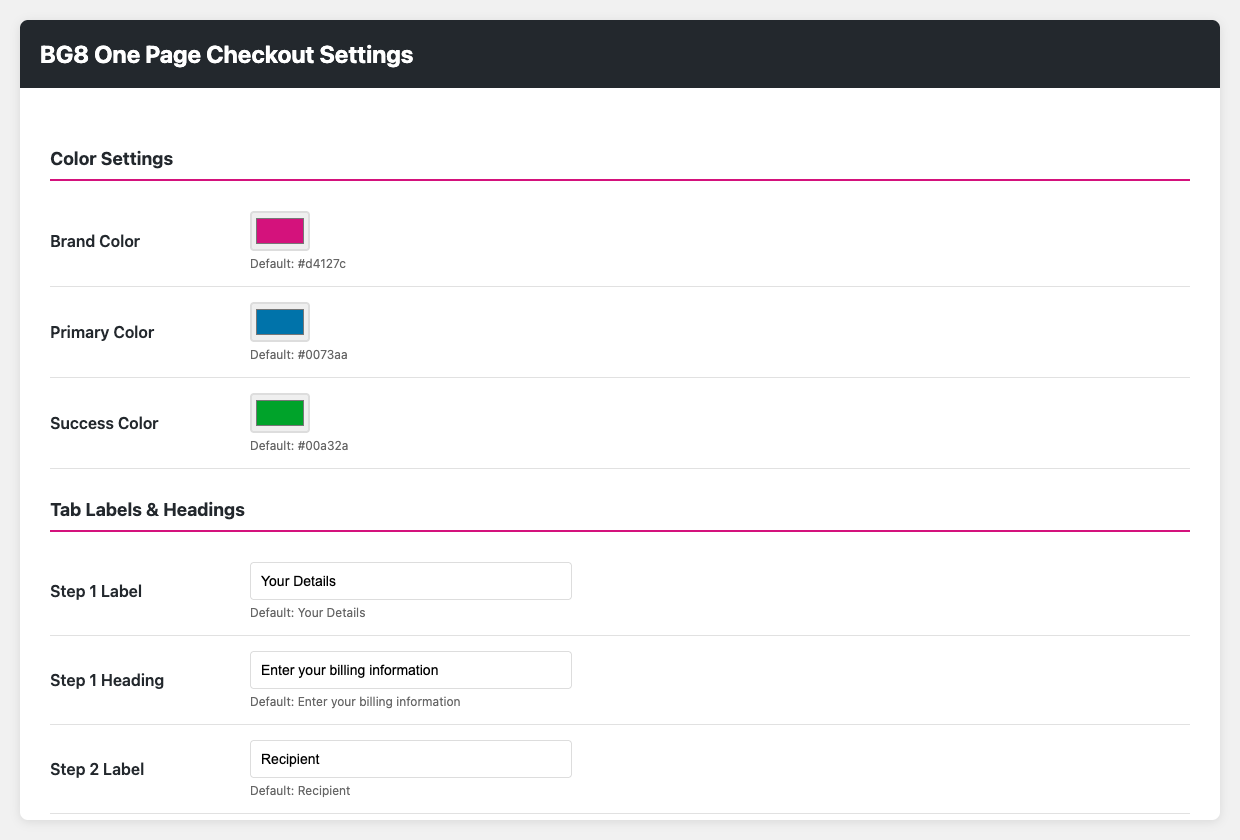 BG8 One Page Checkout Settings
Color Settings
Brand Color
Default: #d4127c
Primary Color
Default: #0073aa
Success Color
Default: #00a32a
Tab Labels & Headings
Step 1 Label
Your Details
Default: Your Details
Step 1 Heading
Enter your billing information
Default: Enter your billing information
Step 2 Label
Recipient
Default: Recipient